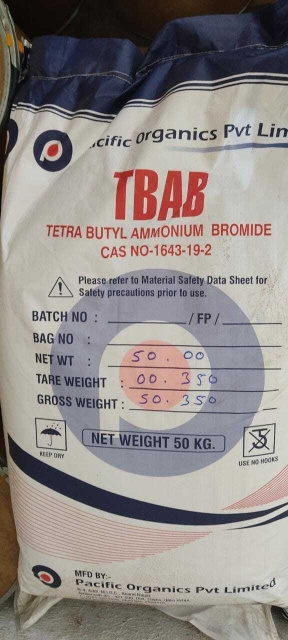 Pacific Organics Pvt Lim
TBAB
TETRA BUTYL AMMONIUM BROMIDE
CAS NO-1643-19-2
Please refer to Material Safety Data Sheet for
Safety precautions prior to use.
BATCH NO : / FP /
BAG NO :
NET WT : 50.00
TARE WEIGHT : 00.350
GROSS WEIGHT : 50.350
KEEP DRY
NET WEIGHT 50 KG.
USE NO HOOKS
MFD BY:-
Pacific Organics Pvt Limited